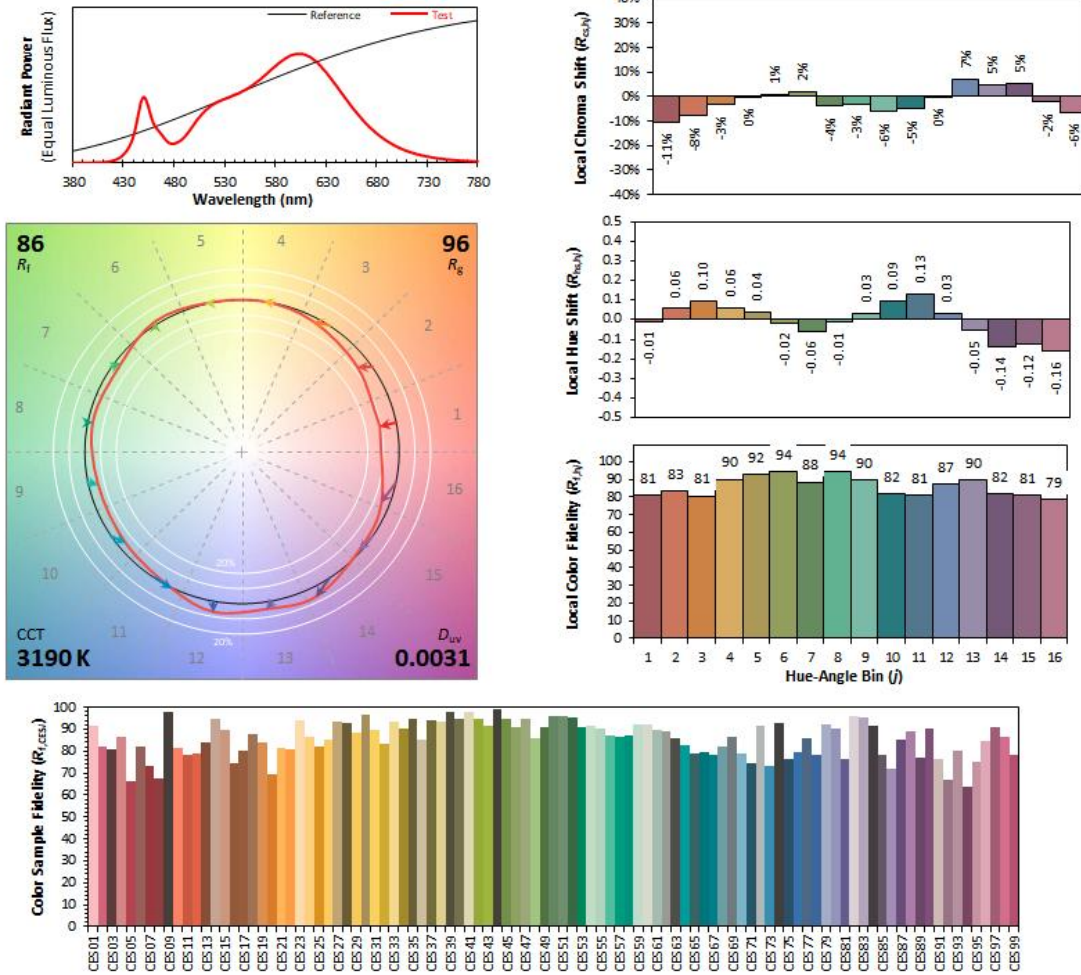 Reference
Test
Radiant Power
(Equal Luminous Flux)
380 430 480 530 580 630 680 730 780
Wavelength (nm)
40%
30%
20%
10%
0%
-10%
-20%
-30%
-40%
Local Chroma Shift (Rcs,hj)
-11% -8% -3% 0% 1% 2% -4% -3% -6% -5% 0% 7% 5% 5% -2% -6%
86
Rf
96
Rg
1 2 3 4 5 6 7 8 9 10 11 12 13 14 15 16
20%
20%
CCT
3190 K
Duv
0.0031
0.5
0.4
0.3
0.2
0.1
0.0
-0.1
-0.2
-0.3
-0.4
-0.5
Local Hue Shift (Rhs,hj)
-0.01 0.06 0.10 0.06 0.04 -0.02 -0.06 -0.01 0.03 0.09 0.13 0.03 -0.05 -0.14 -0.12 -0.16
100
90
80
70
60
50
40
30
20
10
0
Local Color Fidelity (Rf,hj)
81 83 81 90 92 94 88 94 90 82 81 87 90 82 81 79
1 2 3 4 5 6 7 8 9 10 11 12 13 14 15 16
Hue-Angle Bin (j)
100
90
80
70
60
50
40
30
20
10
0
Color Sample Fidelity (Rf,CESi)
CES01 CES03 CES05 CES07 CES09 CES11 CES13 CES15 CES17 CES19 CES21 CES23 CES25 CES27 CES29 CES31 CES33 CES35 CES37 CES39 CES41 CES43 CES45 CES47 CES49 CES51 CES53 CES55 CES57 CES59 CES61 CES63 CES65 CES67 CES69 CES71 CES73 CES75 CES77 CES79 CES81 CES83 CES85 CES87 CES89 CES91 CES93 CES95 CES97 CES99